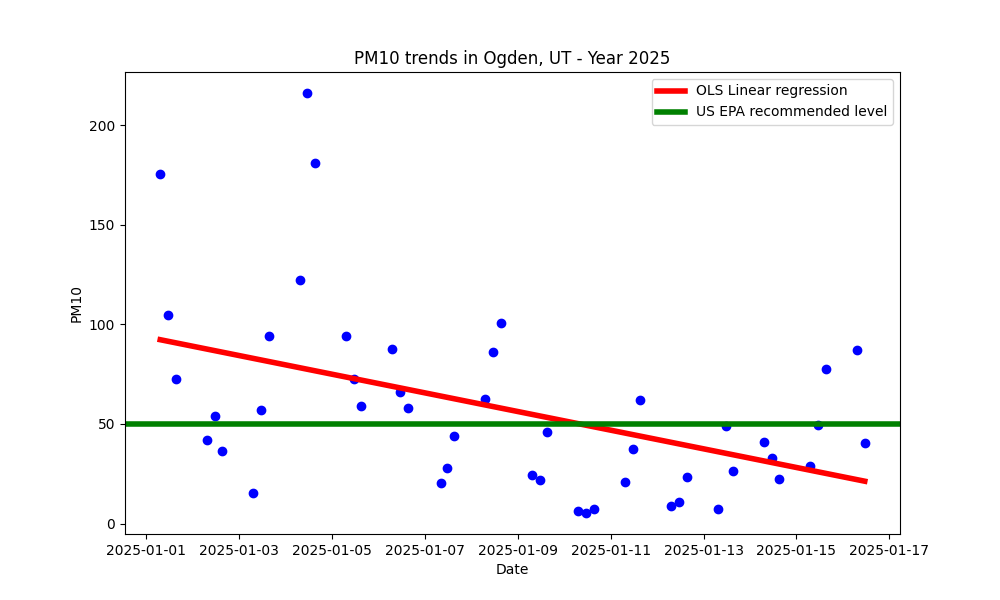 PM10 trends in Ogden, UT - Year 2025
OLS Linear regression
US EPA recommended level
PM10
200
150
100
50
0
2025-01-01 2025-01-03 2025-01-05 2025-01-07 2025-01-09 2025-01-11 2025-01-13 2025-01-15 2025-01-17
Date